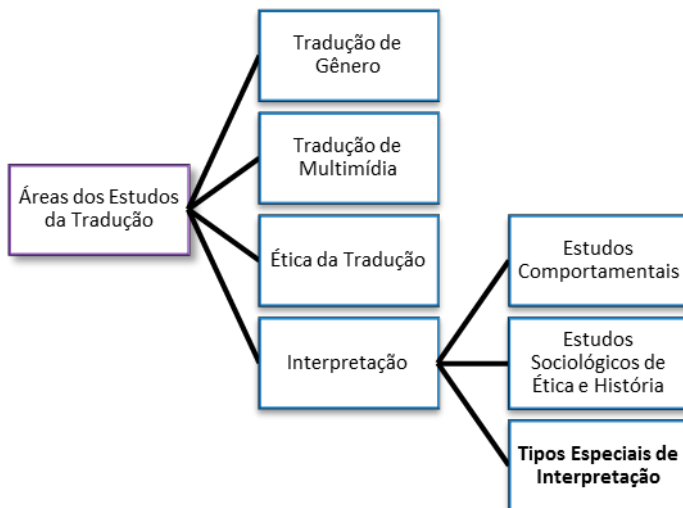 Tradução de
Gênero
Tradução de
Multimídia
Áreas dos Estudos
da Tradução
Ética da Tradução
Interpretação
Estudos
Comportamentais
Estudos
Sociológicos de
Ética e História
Tipos Especiais de
Interpretação